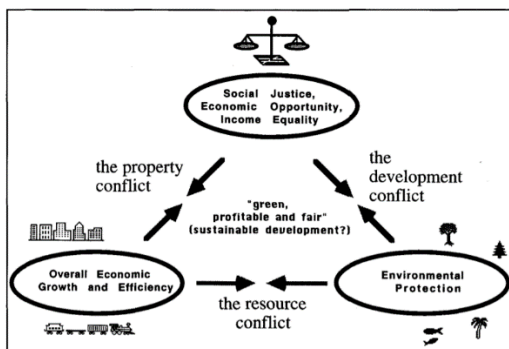 Social Justice,
Economic Opportunity,
Income Equality
the property
conflict
the
development
conflict
"green,
profitable and fair"
(sustainable development?)
Overall Economic
Growth and Efficiency
Environmental
Protection
the resource
conflict